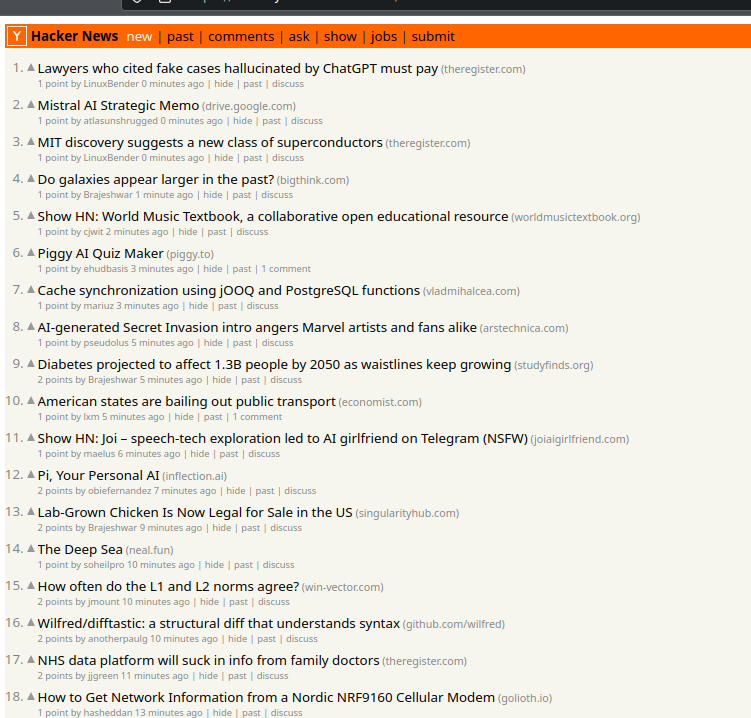 Y Hacker News new | past | comments | ask | show | jobs | submit
1. Lawyers who cited fake cases hallucinated by ChatGPT must pay (theregister.com)
1 point by LinuxBender 0 minutes ago | hide | past | discuss
2. Mistral AI Strategic Memo (drive.google.com)
1 point by atlasunshrugged 0 minutes ago | hide | past | discuss
3. MIT discovery suggests a new class of superconductors (theregister.com)
1 point by LinuxBender 0 minutes ago | hide | past | discuss
4. Do galaxies appear larger in the past? (bigthink.com)
1 point by Brajeshwar 1 minute ago | hide | past | discuss
5. Show HN: World Music Textbook, a collaborative open educational resource (worldmusictextbook.org)
1 point by cjwit 2 minutes ago | hide | past | discuss
6. Piggy AI Quiz Maker (piggy.to)
1 point by ehudbasis 3 minutes ago | hide | past | 1 comment
7. Cache synchronization using jOOQ and PostgreSQL functions (vladmihalcea.com)
1 point by mariuz 3 minutes ago | hide | past | discuss
8. AI-generated Secret Invasion intro angers Marvel artists and fans alike (arstechnica.com)
1 point by pseudolus 5 minutes ago | hide | past | discuss
9. Diabetes projected to affect 1.3B people by 2050 as waistlines keep growing (studyfinds.org)
2 points by Brajeshwar 5 minutes ago | hide | past | discuss
10. American states are bailing out public transport (economist.com)
1 point by lxm 5 minutes ago | hide | past | 1 comment
11. Show HN: Joi – speech-tech exploration led to AI girlfriend on Telegram (NSFW) (joiaigirlfriend.com)
1 point by maelus 6 minutes ago | hide | past | discuss
12. Pi, Your Personal AI (inflection.ai)
2 points by obiefernandez 7 minutes ago | hide | past | discuss
13. Lab-Grown Chicken Is Now Legal for Sale in the US (singularityhub.com)
2 points by Brajeshwar 9 minutes ago | hide | past | discuss
14. The Deep Sea (neal.fun)
1 point by soheilpro 10 minutes ago | hide | past | discuss
15. How often do the L1 and L2 norms agree? (win-vector.com)
2 points by jmount 10 minutes ago | hide | past | discuss
16. Wilfred/difftastic: a structural diff that understands syntax (github.com/wilfred)
2 points by anotherpaulg 10 minutes ago | hide | past | discuss
17. NHS data platform will suck in info from family doctors (theregister.com)
2 points by jjgreen 11 minutes ago | hide | past | discuss
18. How to Get Network Information from a Nordic NRF9160 Cellular Modem (golioth.io)
1 point by hasheddan 13 minutes ago | hide | past | discuss